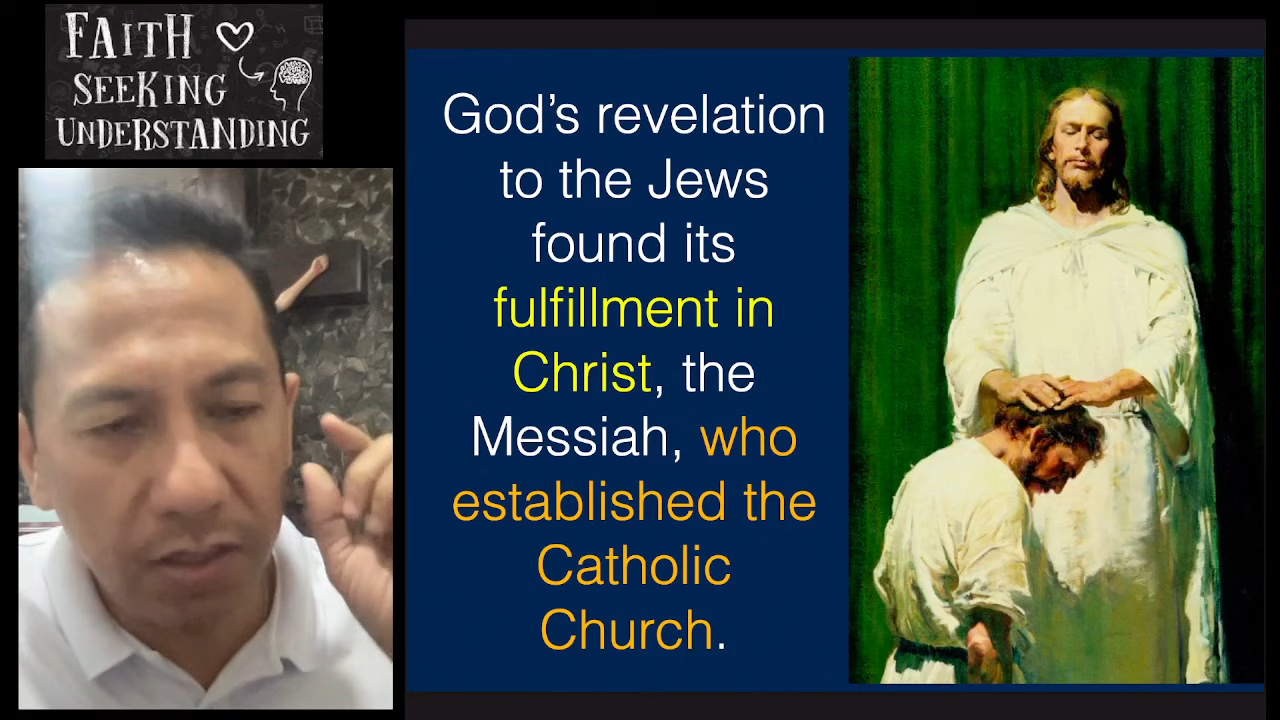 FAITH
SEEKING
UNDERSTANDING
God's revelation
to the Jews
found its
fulfillment in
Christ, the
Messiah, who
established the
Catholic
Church.